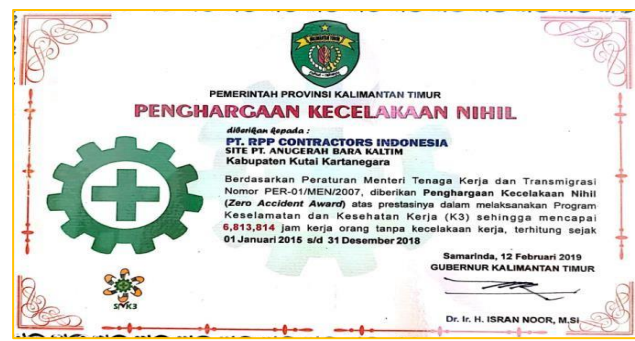 PEMERINTAH PROVINSI KALIMANTAN TIMUR
PENGHARGAAN KECELAKAAN NIHIL
diberikan kepada :
PT. RPP CONTRACTORS INDONESIA
SITE PT. ANUGERAH BARA KALTIM
Kabupaten Kutai Kartanegara
Berdasarkan Peraturan Menteri Tenaga Kerja dan Transmigrasi
Nomor PER-01/MEN/2007, diberikan Penghargaan Kecelakaan Nihil
(Zero Accident Award) atas prestasinya dalam melaksanakan Program
Keselamatan dan Kesehatan Kerja (K3) sehingga mencapai
6,813,814 jam kerja orang tanpa kecelakaan kerja, terhitung sejak
01 Januari 2015 s/d 31 Desember 2018
Samarinda, 12 Februari 2019
GUBERNUR KALIMANTAN TIMUR
SMK3
Dr. Ir. H. ISRAN NOOR, M.Si